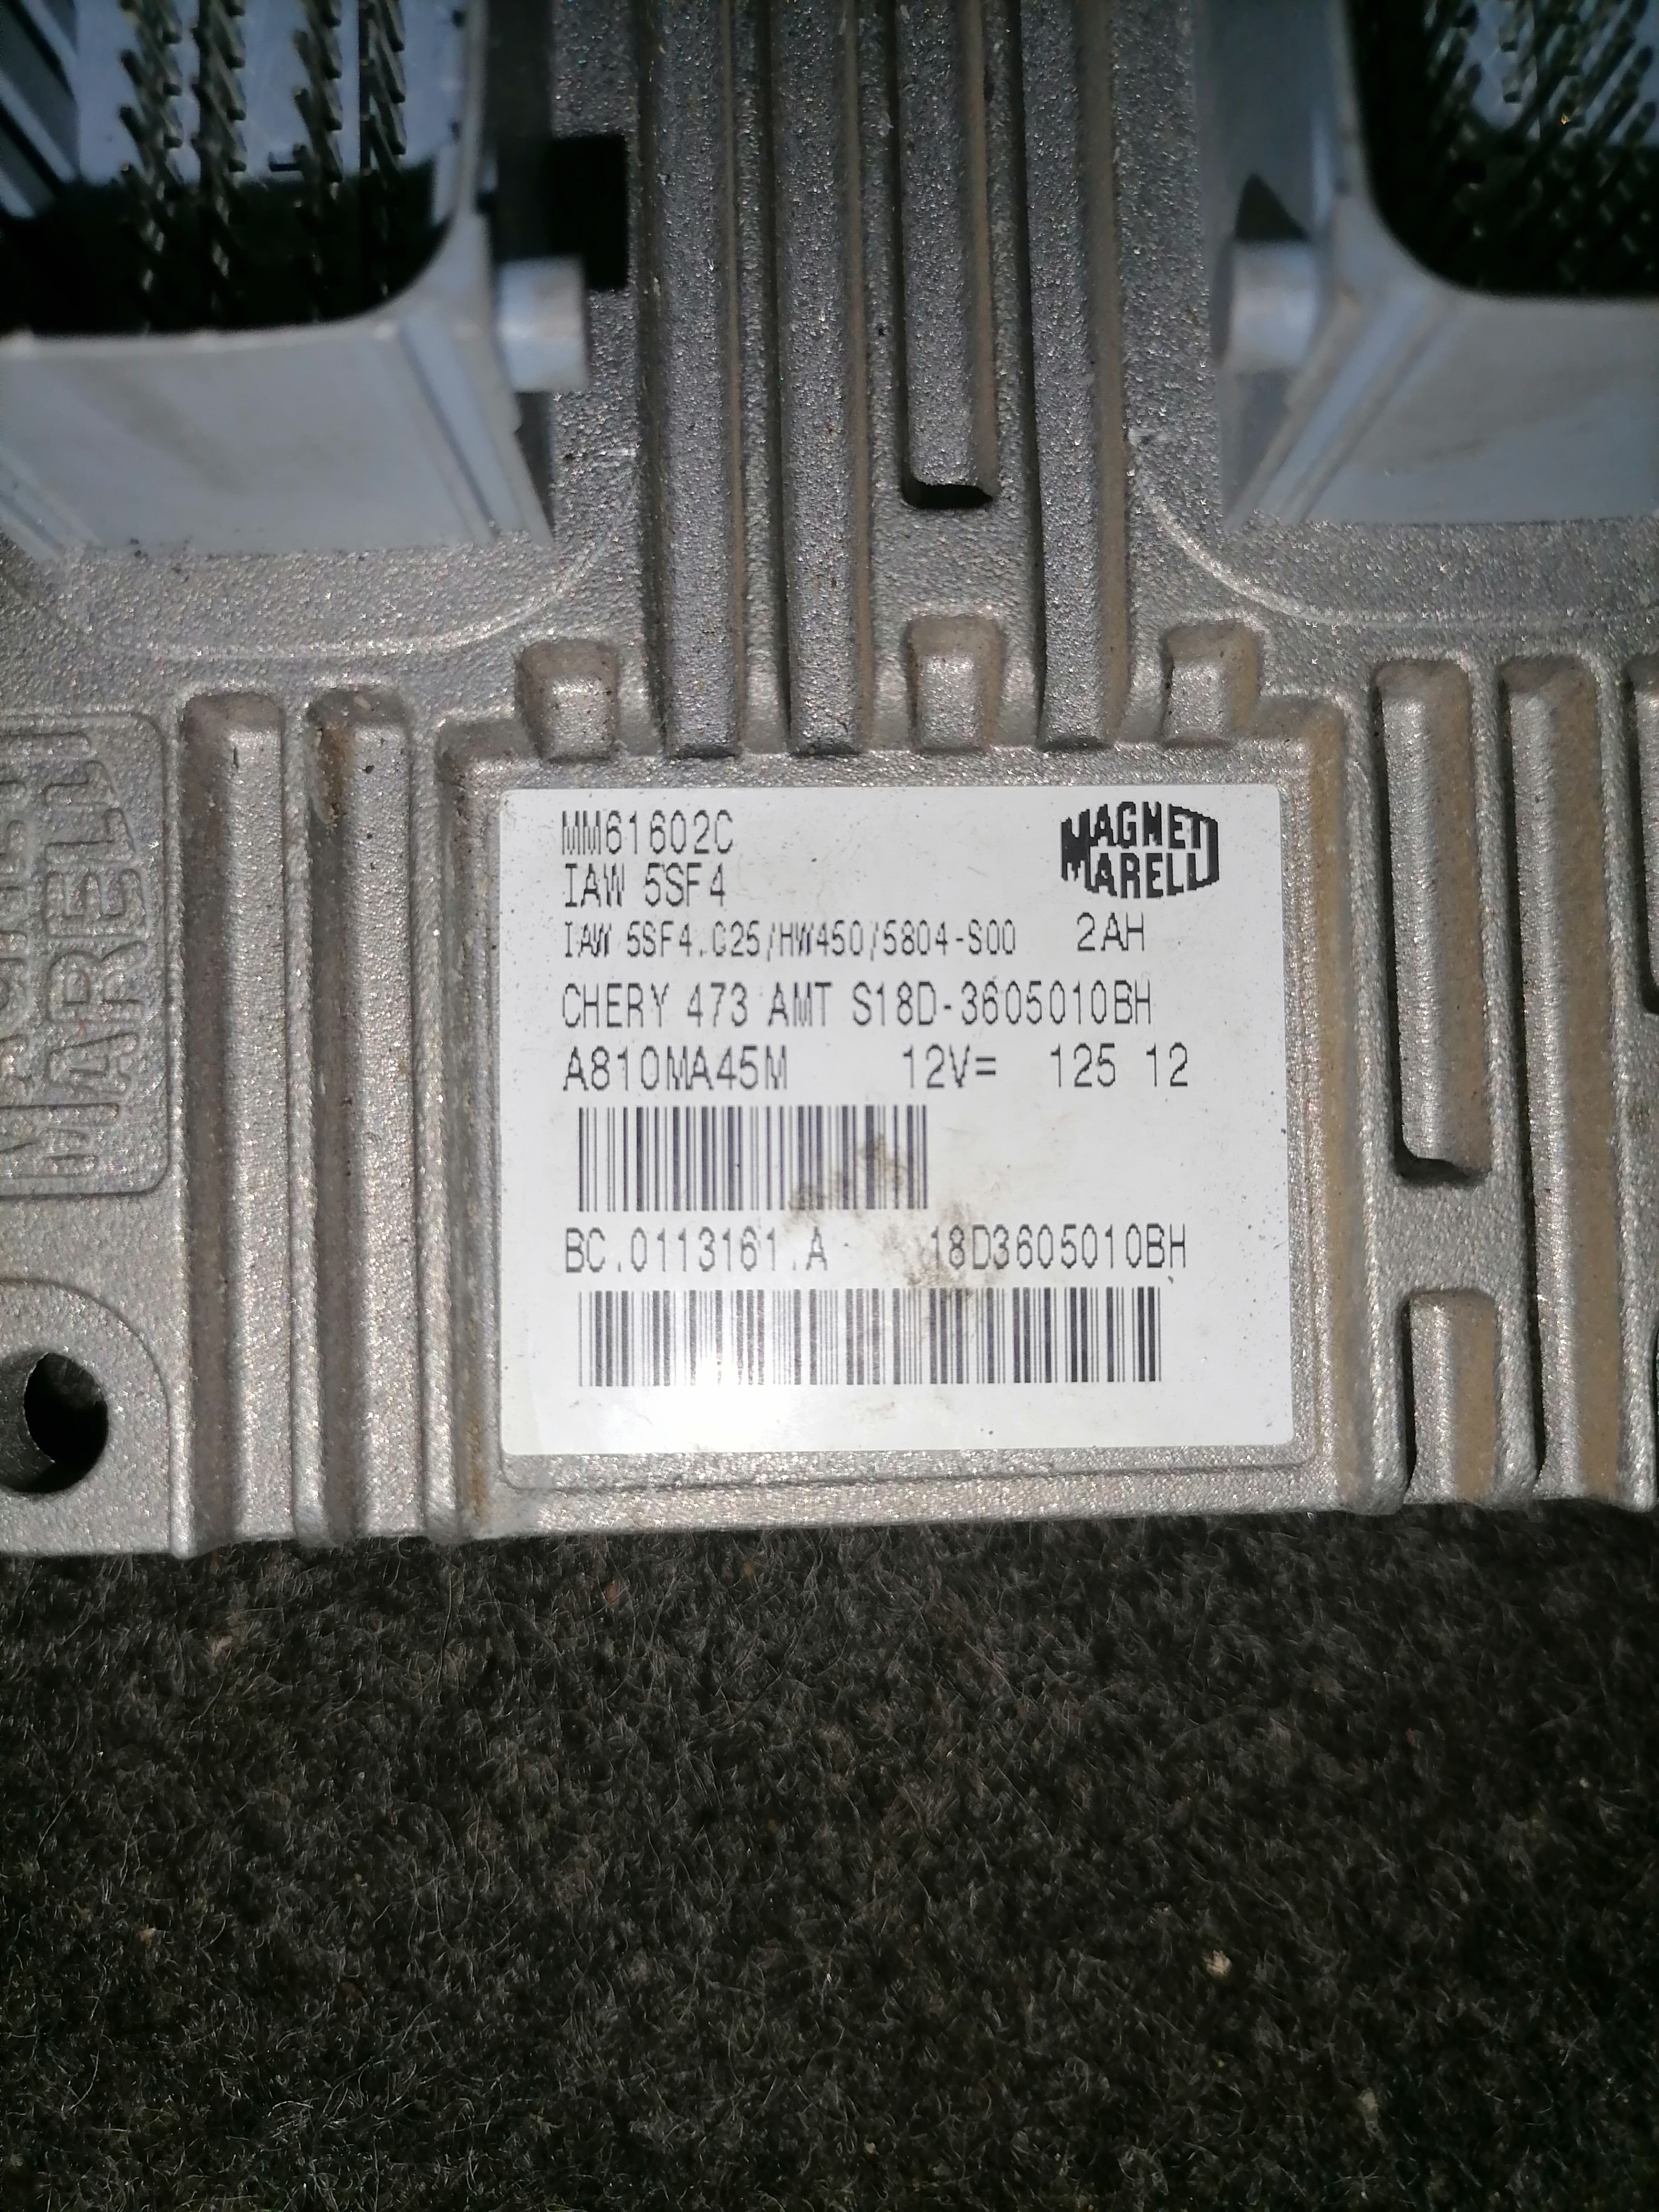 MM61602C
MAGNETI
MARELLI
IAW 5SF4
IAW 5SF4.C25/HW450/5804-S00 2AH
CHERY 473 AMT S18D-3605010BH
A810MA45M 12V= 125 12
BC.0113161.A 18D3605010BH
MARELLI